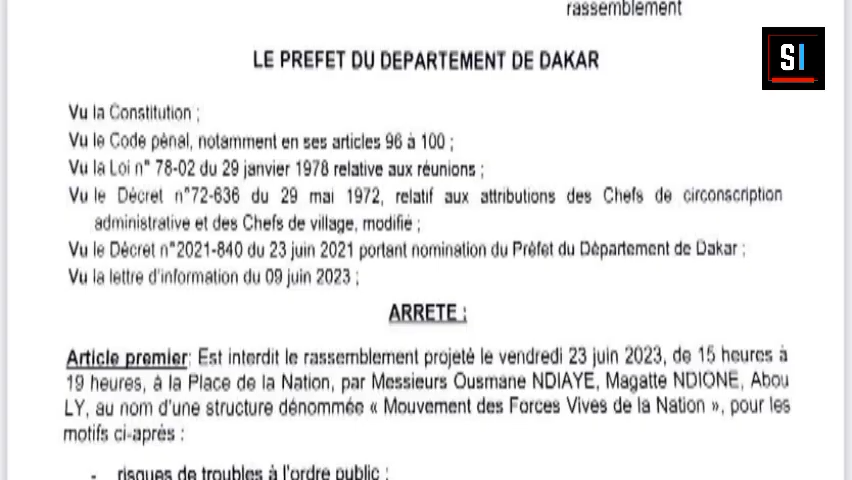 rassemblement
SI
LE PREFET DU DEPARTEMENT DE DAKAR
Vu la Constitution ;
Vu le Code pénal, notamment en ses articles 96 à 100 ;
Vu la Loi n° 78-02 du 29 janvier 1978 relative aux réunions ;
Vu le Décret n°72-636 du 29 mai 1972, relatif aux attributions des Chefs de circonscription
administrative et des Chefs de village, modifié ;
Vu le Décret n°2021-840 du 23 juin 2021 portant nomination du Préfet du Département de Dakar ;
Vu la lettre d'information du 09 juin 2023 ;
ARRETE :
Article premier: Est interdit le rassemblement projeté le vendredi 23 juin 2023, de 15 heures à
19 heures, à la Place de la Nation, par Messieurs Ousmane NDIAYE, Magatte NDIONE, Abou
LY, au nom d'une structure dénommée « Mouvement des Forces Vives de la Nation », pour les
motifs ci-après :
- risques de troubles à l'ordre public ;